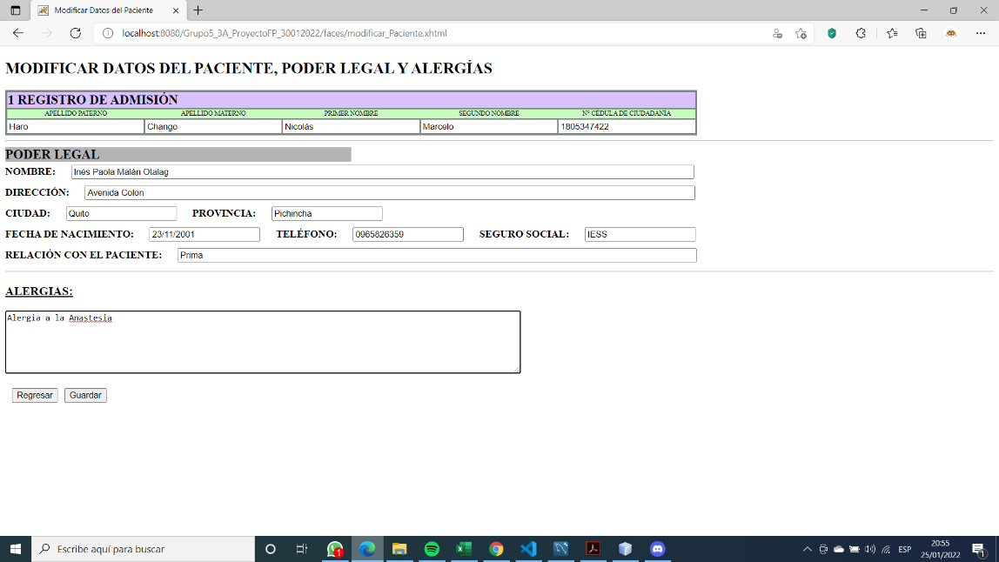 Modificar Datos del Paciente
localhost:8080/Grupo5_3A_ProyectoFP_30012022/faces/modificar_Paciente.xhtml
MODIFICAR DATOS DEL PACIENTE, PODER LEGAL Y ALERGÍAS
1 REGISTRO DE ADMISIÓN
APELLIDO PATERNO APELLIDO MATERNO PRIMER NOMBRE SEGUNDO NOMBRE Nº CÉDULA DE CIUDADANÍA
Haro Chango Nicolás Marcelo 1805347422
PODER LEGAL
NOMBRE: Inés Paola Malán Otalag
DIRECCIÓN: Avenida Colon
CIUDAD: Quito PROVINCIA: Pichincha
FECHA DE NACIMIENTO: 23/11/2001 TELÉFONO: 0965826359 SEGURO SOCIAL: IESS
RELACIÓN CON EL PACIENTE: Prima
ALERGIAS:
Alergia a la Anastesia
Regresar Guardar
Escribe aquí para buscar
1
ESP
20:55
25/01/2022
1